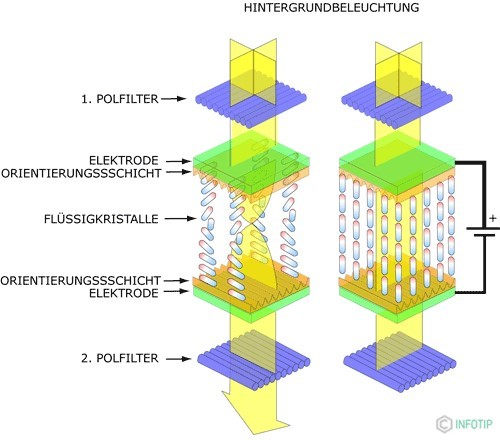 HINTERGRUNDBELEUCHTUNG
1. POLFILTER
ELEKTRODE
ORIENTIERUNGSSSCHICHT
FLÜSSIGKRISTALLE
+
ORIENTIERUNGSSSCHICHT
ELEKTRODE
2. POLFILTER
© INFOTIP